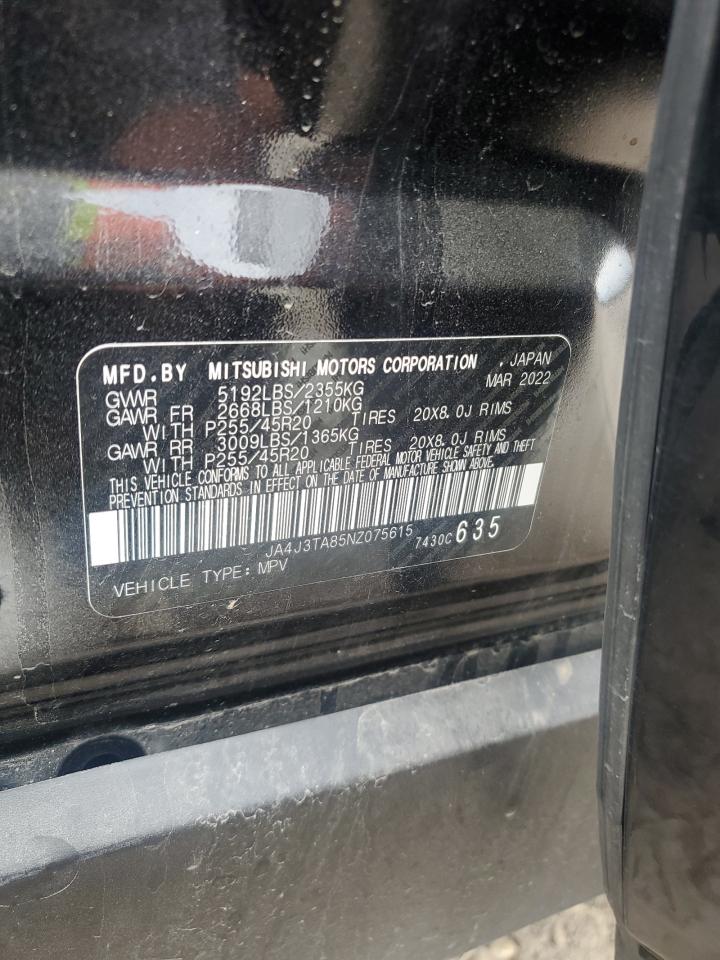 MFD.BY MITSUBISHI MOTORS CORPORATION , JAPAN
MAR 2022
GVWR 5192LBS/2355KG
GAWR FR 2668LBS/1210KG
WITH P255/45R20 TIRES 20X8.0J RIMS
GAWR RR 3009LBS/1365KG
WITH P255/45R20 TIRES 20X8.0J RIMS
THIS VEHICLE CONFORMS TO ALL APPLICABLE FEDERAL MOTOR VEHICLE SAFETY AND THEFT
PREVENTION STANDARDS IN EFFECT ON THE DATE OF MANUFACTURE SHOWN ABOVE.
JA4J3TA85NZ075615 7430C 635
VEHICLE TYPE: MPV